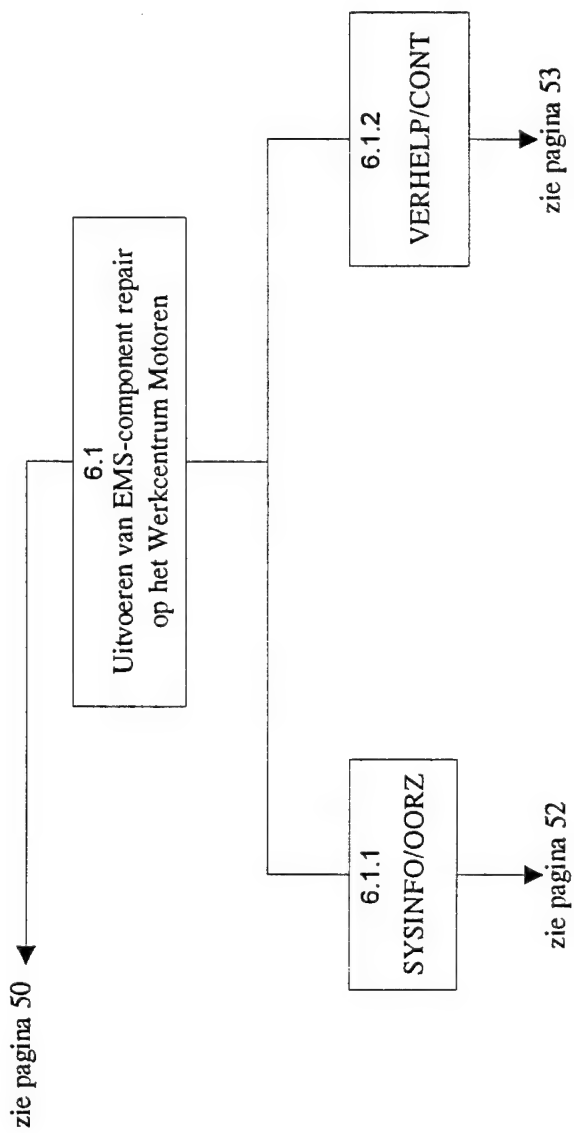 zie pagina 50
6.1
Uitvoeren van EMS-component repair
op het Werkcentrum Motoren
6.1.1
SYSINFO/OORZ
zie pagina 52
6.1.2
VERHELP/CONT
zie pagina 53